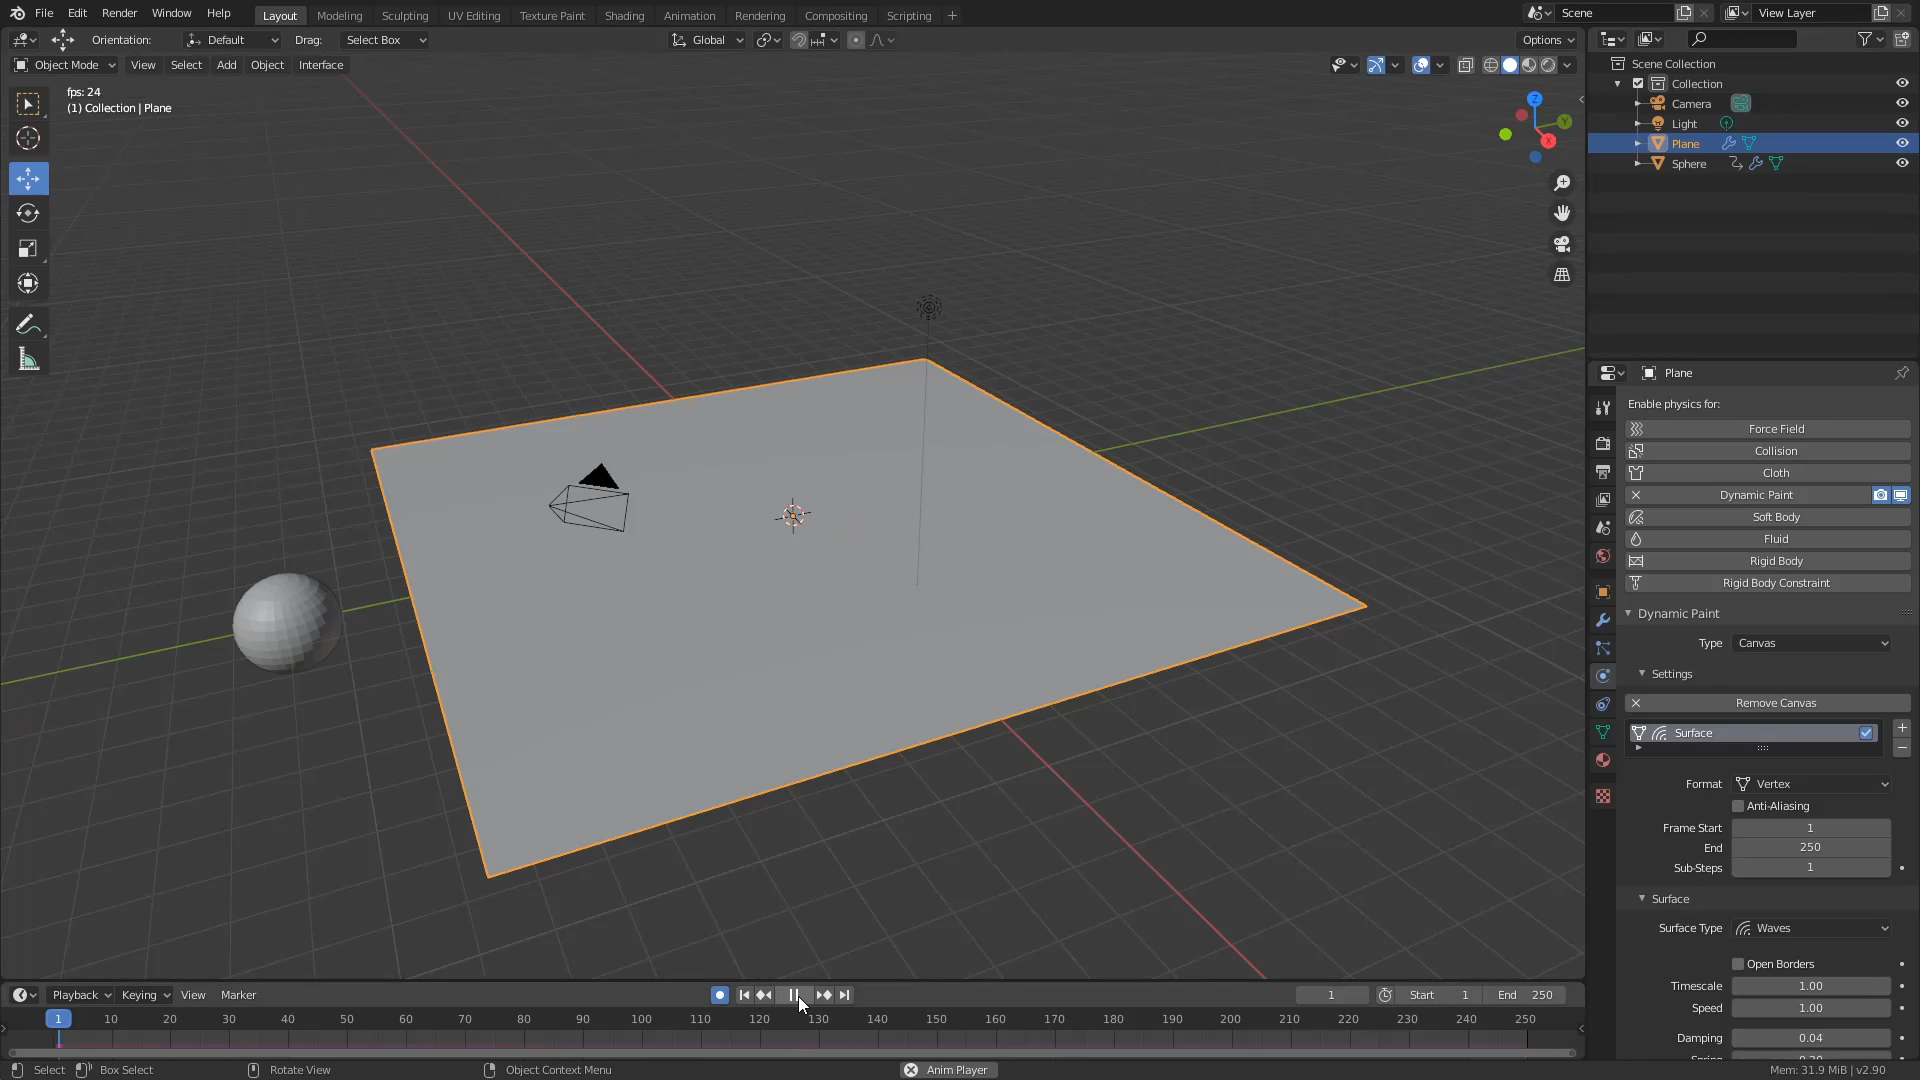 File Edit Render Window Help Layout Modeling Sculpting UV Editing Texture Paint Shading Animation Rendering Compositing Scripting + Scene View Layer
Orientation: Default Drag: Select Box Global Options
Object Mode View Select Add Object Interface
fps: 24
(1) Collection | Plane
Z
Y
X
Scene Collection
Collection
Camera
Light
Plane
Sphere
Plane
Enable physics for:
Force Field
Collision
Cloth
Dynamic Paint
Soft Body
Fluid
Rigid Body
Rigid Body Constraint
Dynamic Paint
Type Canvas
Settings
Remove Canvas
Surface
Format Vertex
Anti-Aliasing
Frame Start 1
End 250
Sub-Steps 1
Surface
Surface Type Waves
Open Borders
Timescale 1.00
Speed 1.00
Damping 0.04
Playback Keying View Marker 1 Start 1 End 250
1 10 20 30 40 50 60 70 80 90 100 110 120 130 140 150 160 170 180 190 200 210 220 230 240 250
Select Box Select Rotate View Object Context Menu Anim Player Mem: 31.9 MiB | v2.90